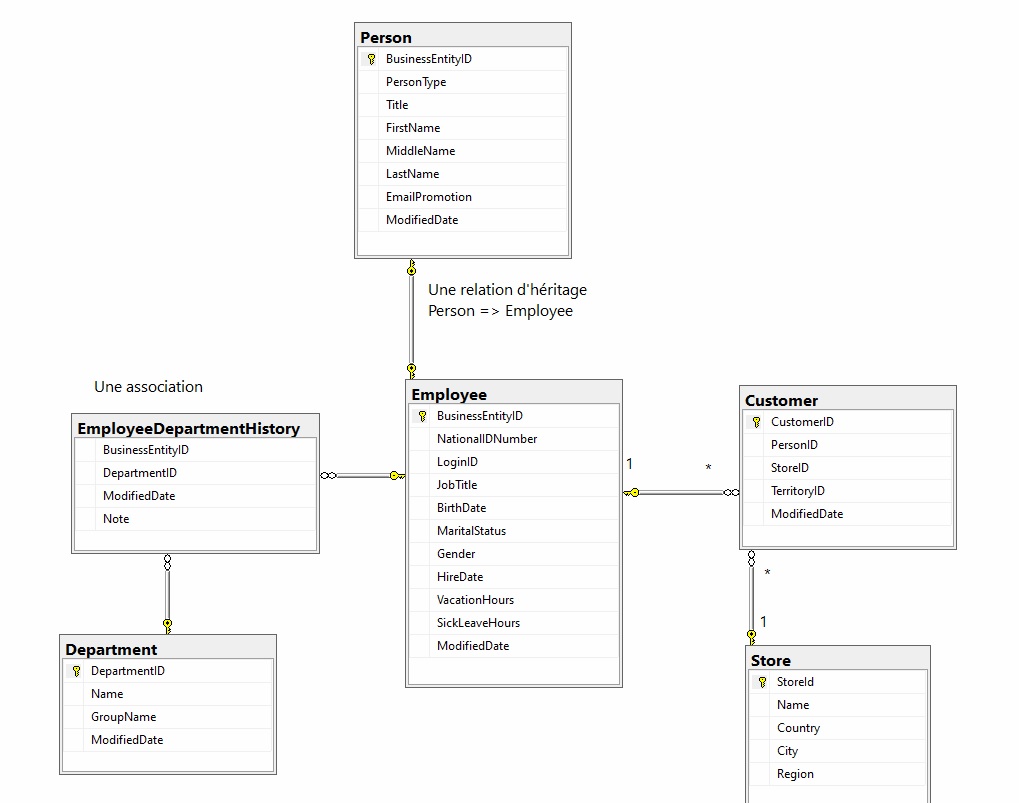 Person
BusinessEntityID
PersonType
Title
FirstName
MiddleName
LastName
EmailPromotion
ModifiedDate
Une relation d'héritage
Person => Employee
Une association
EmployeeDepartmentHistory
BusinessEntityID
DepartmentID
ModifiedDate
Note
Employee
BusinessEntityID
NationalIDNumber
LoginID
JobTitle
BirthDate
MaritalStatus
Gender
HireDate
VacationHours
SickLeaveHours
ModifiedDate
1
*
Customer
CustomerID
PersonID
StoreID
TerritoryID
ModifiedDate
*
1
Department
DepartmentID
Name
GroupName
ModifiedDate
Store
StoreId
Name
Country
City
Region